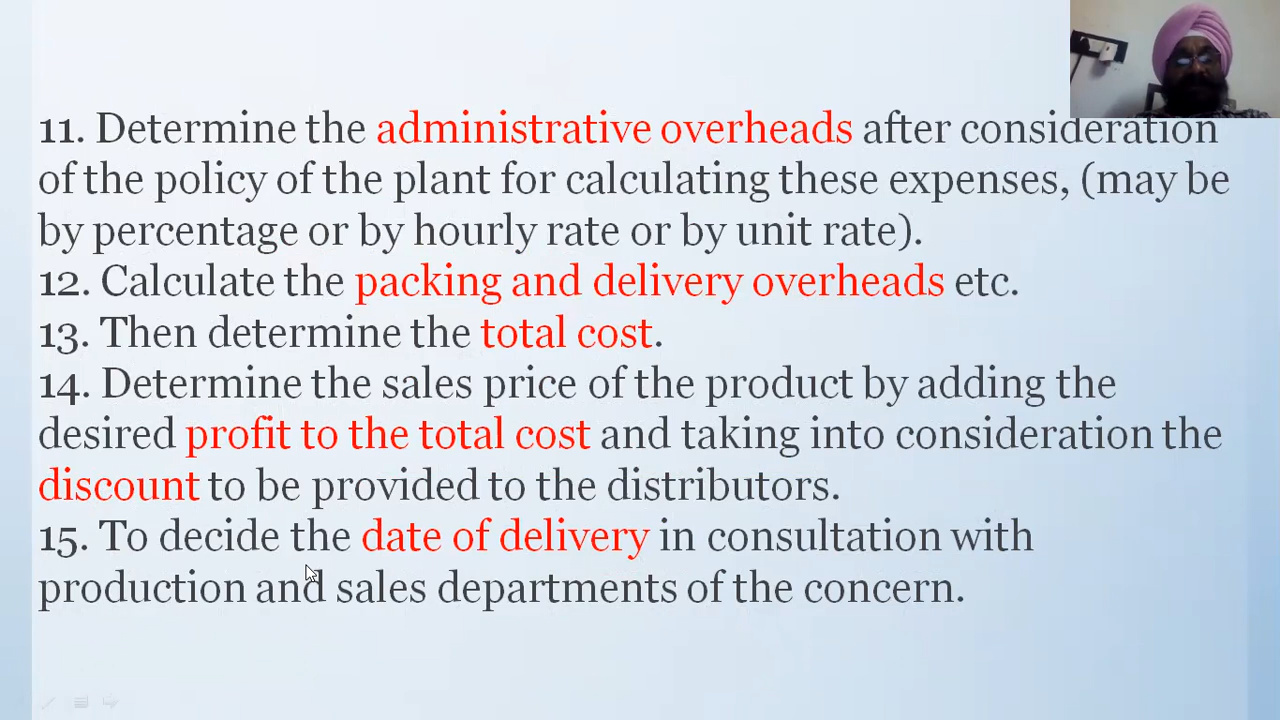 11. Determine the administrative overheads after consideration
of the policy of the plant for calculating these expenses, (may be
by percentage or by hourly rate or by unit rate).
12. Calculate the packing and delivery overheads etc.
13. Then determine the total cost.
14. Determine the sales price of the product by adding the
desired profit to the total cost and taking into consideration the
discount to be provided to the distributors.
15. To decide the date of delivery in consultation with
production and sales departments of the concern.